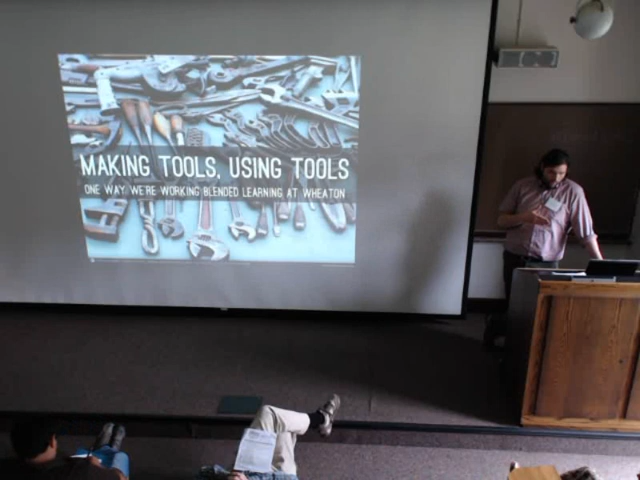 MAKING TOOLS, USING TOOLS
ONE WAY WE'RE WORKING BLENDED LEARNING AT WHEATON